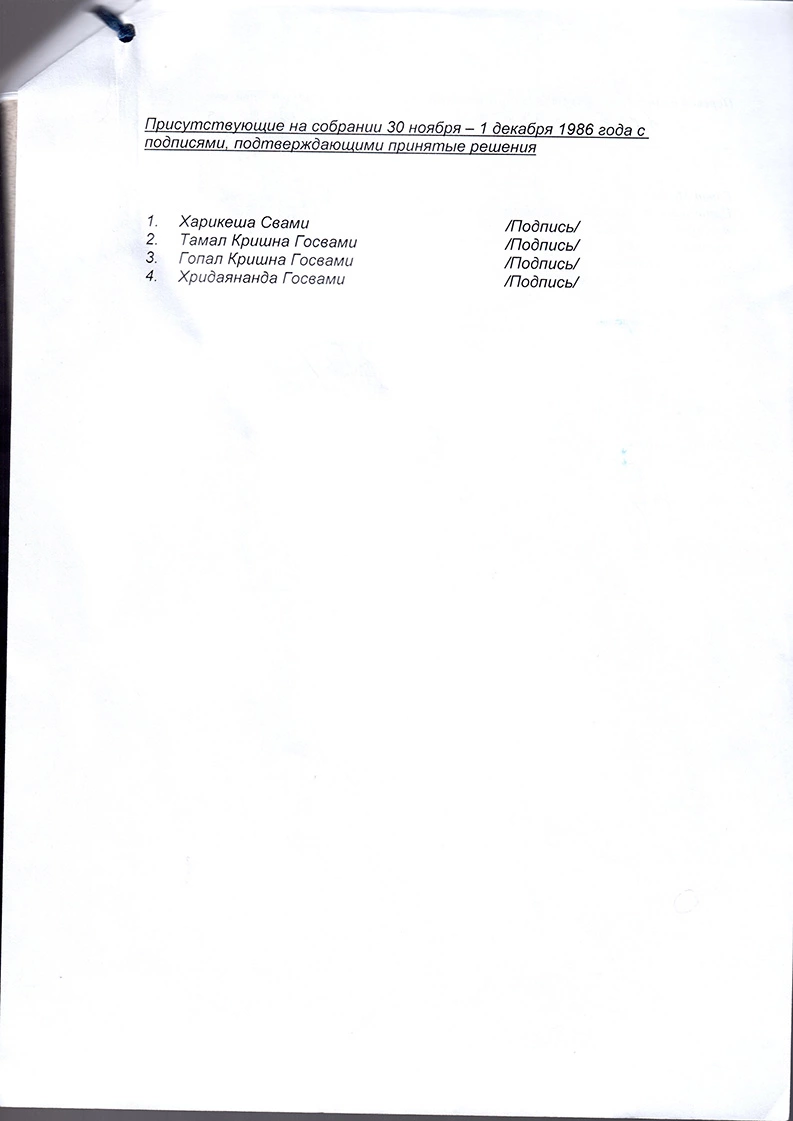 Присутствующие на собрании 30 ноября – 1 декабря 1986 года с
подписями, подтверждающими принятые решения
1. Харикеша Свами /Подпись/
2. Тамал Кришна Госвами /Подпись/
3. Гопал Кришна Госвами /Подпись/
4. Хридаянанда Госвами /Подпись/